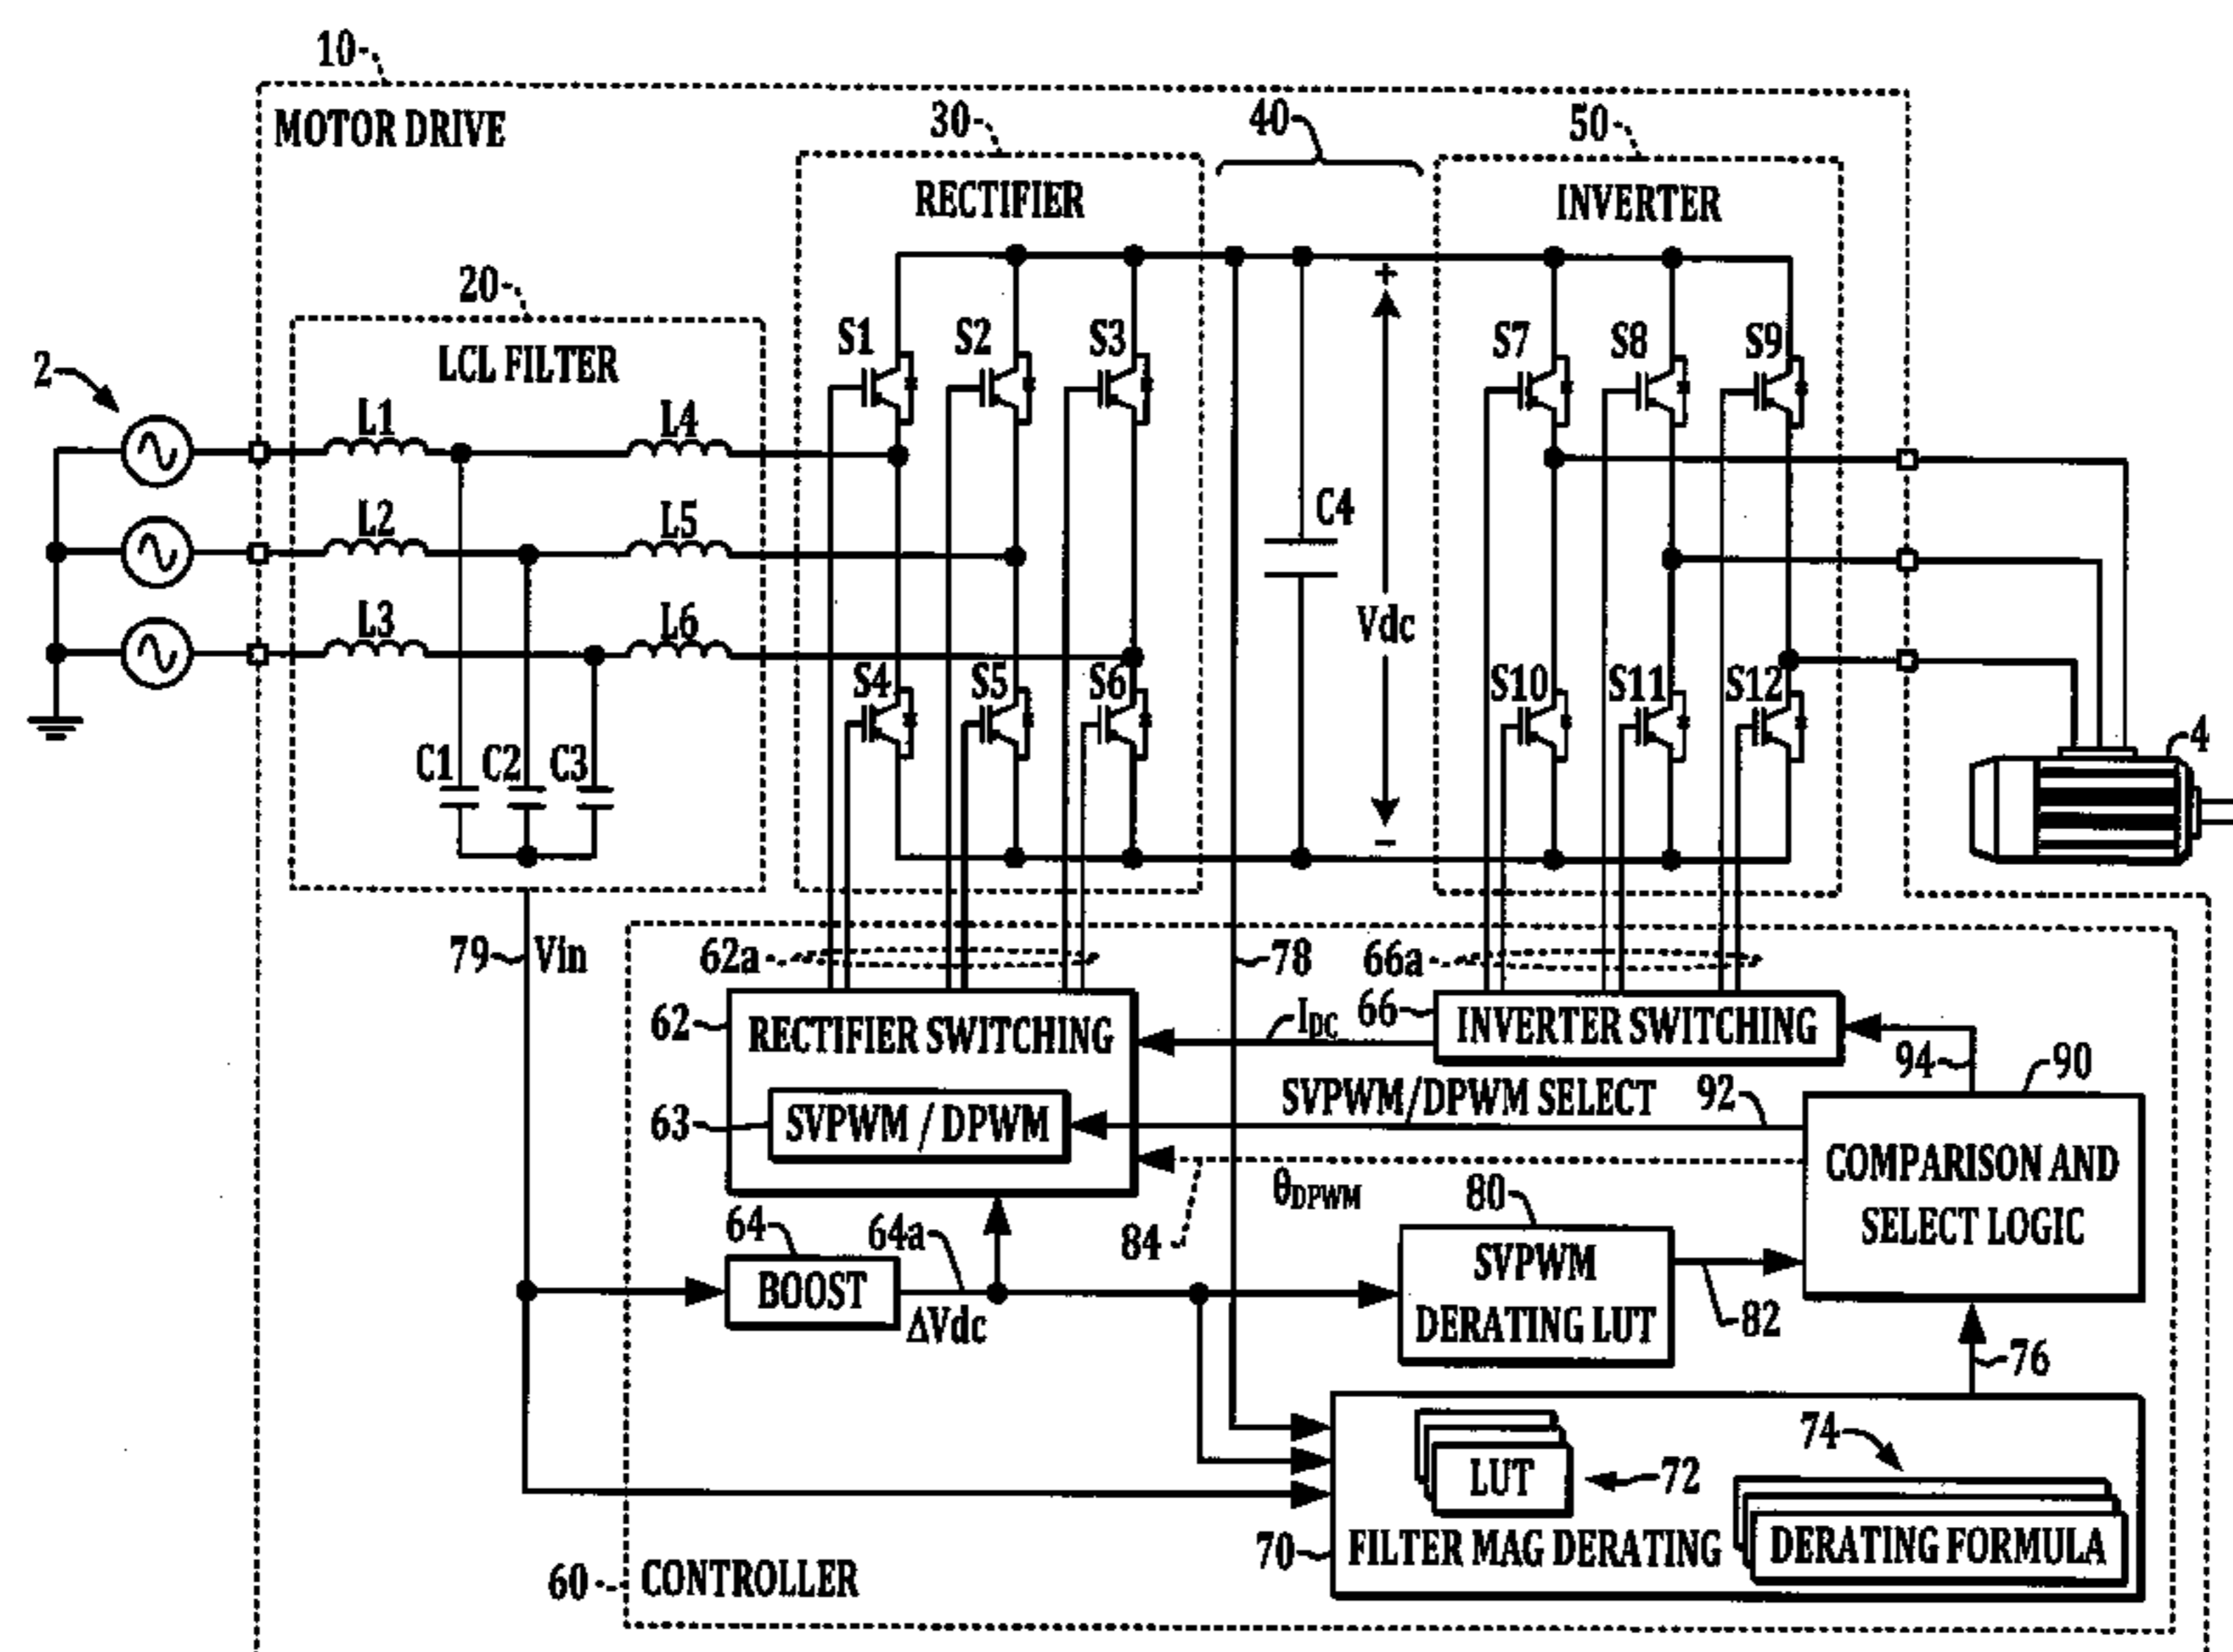 10
MOTOR DRIVE
30
40
50
RECTIFIER
INVERTER
20
LCL FILTER
2
S1
S2
S3
+
S7
S8
S9
L1
L4
L2
L5
C4
L3
L6
Vdc
S4
S5
S6
S10
S11
S12
C1
C2
C3
4
−
79
Vin
62a
78
66a
62
RECTIFIER SWITCHING
IDC
66
INVERTER SWITCHING
94
90
63
SVPWM / DPWM
SVPWM/DPWM SELECT
92
COMPARISON AND
SELECT LOGIC
θDPWM
84
80
64
64a
BOOST
ΔVdc
SVPWM
DERATING LUT
82
76
74
LUT
72
70
FILTER MAG DERATING
DERATING FORMULA
60
CONTROLLER